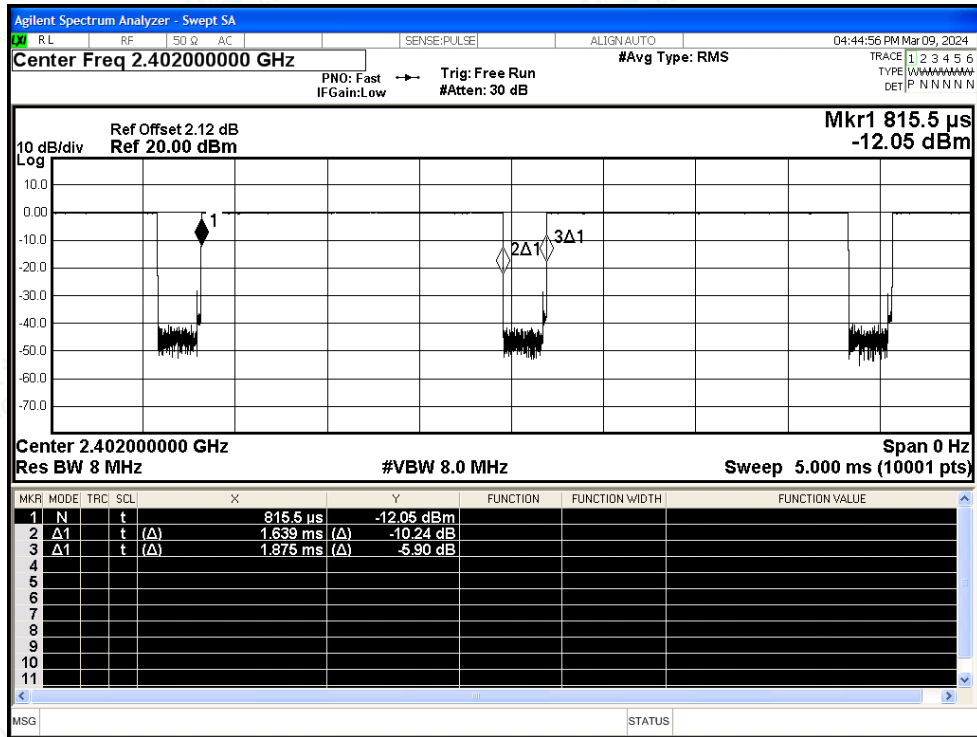 Agilent Spectrum Analyzer - Swept SA
LXI RL RF 50 Ω AC SENSE:PULSE ALIGN AUTO 04:44:56 PM Mar 09, 2024
Center Freq 2.402000000 GHz #Avg Type: RMS TRACE 1 2 3 4 5 6
PNO: Fast Trig: Free Run TYPE WWWWWW
IFGain:Low #Atten: 30 dB DET P N N N N N
Mkr1 815.5 µs
Ref Offset 2.12 dB
10 dB/div Ref 20.00 dBm -12.05 dBm
Log
10.0
0.00
1
-10.0
2Δ1 3Δ1
-20.0
-30.0
-40.0
-50.0
-60.0
-70.0
Center 2.402000000 GHz Span 0 Hz
Res BW 8 MHz #VBW 8.0 MHz Sweep 5.000 ms (10001 pts)
MKR MODE TRC SCL X Y FUNCTION FUNCTION WIDTH FUNCTION VALUE
1 N t 815.5 µs -12.05 dBm
2 Δ1 t (Δ) 1.639 ms (Δ) -10.24 dB
3 Δ1 t (Δ) 1.875 ms (Δ) -5.90 dB
4
5
6
7
8
9
10
11
MSG STATUS